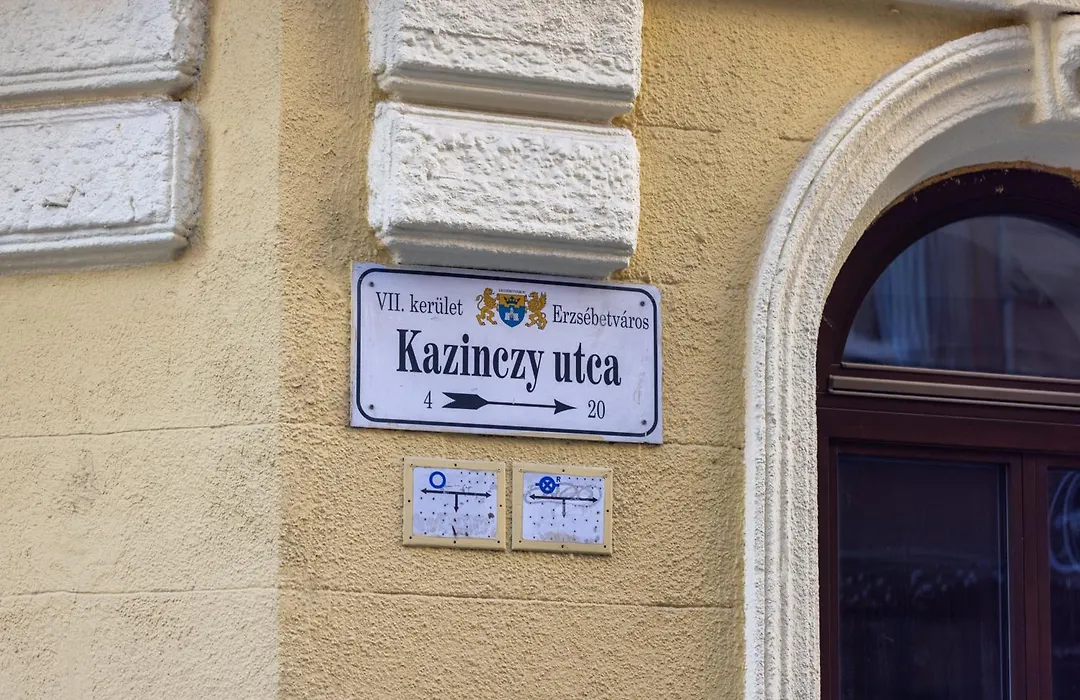 VII. kerület Erzsébetváros
Kazinczy utca
4 20